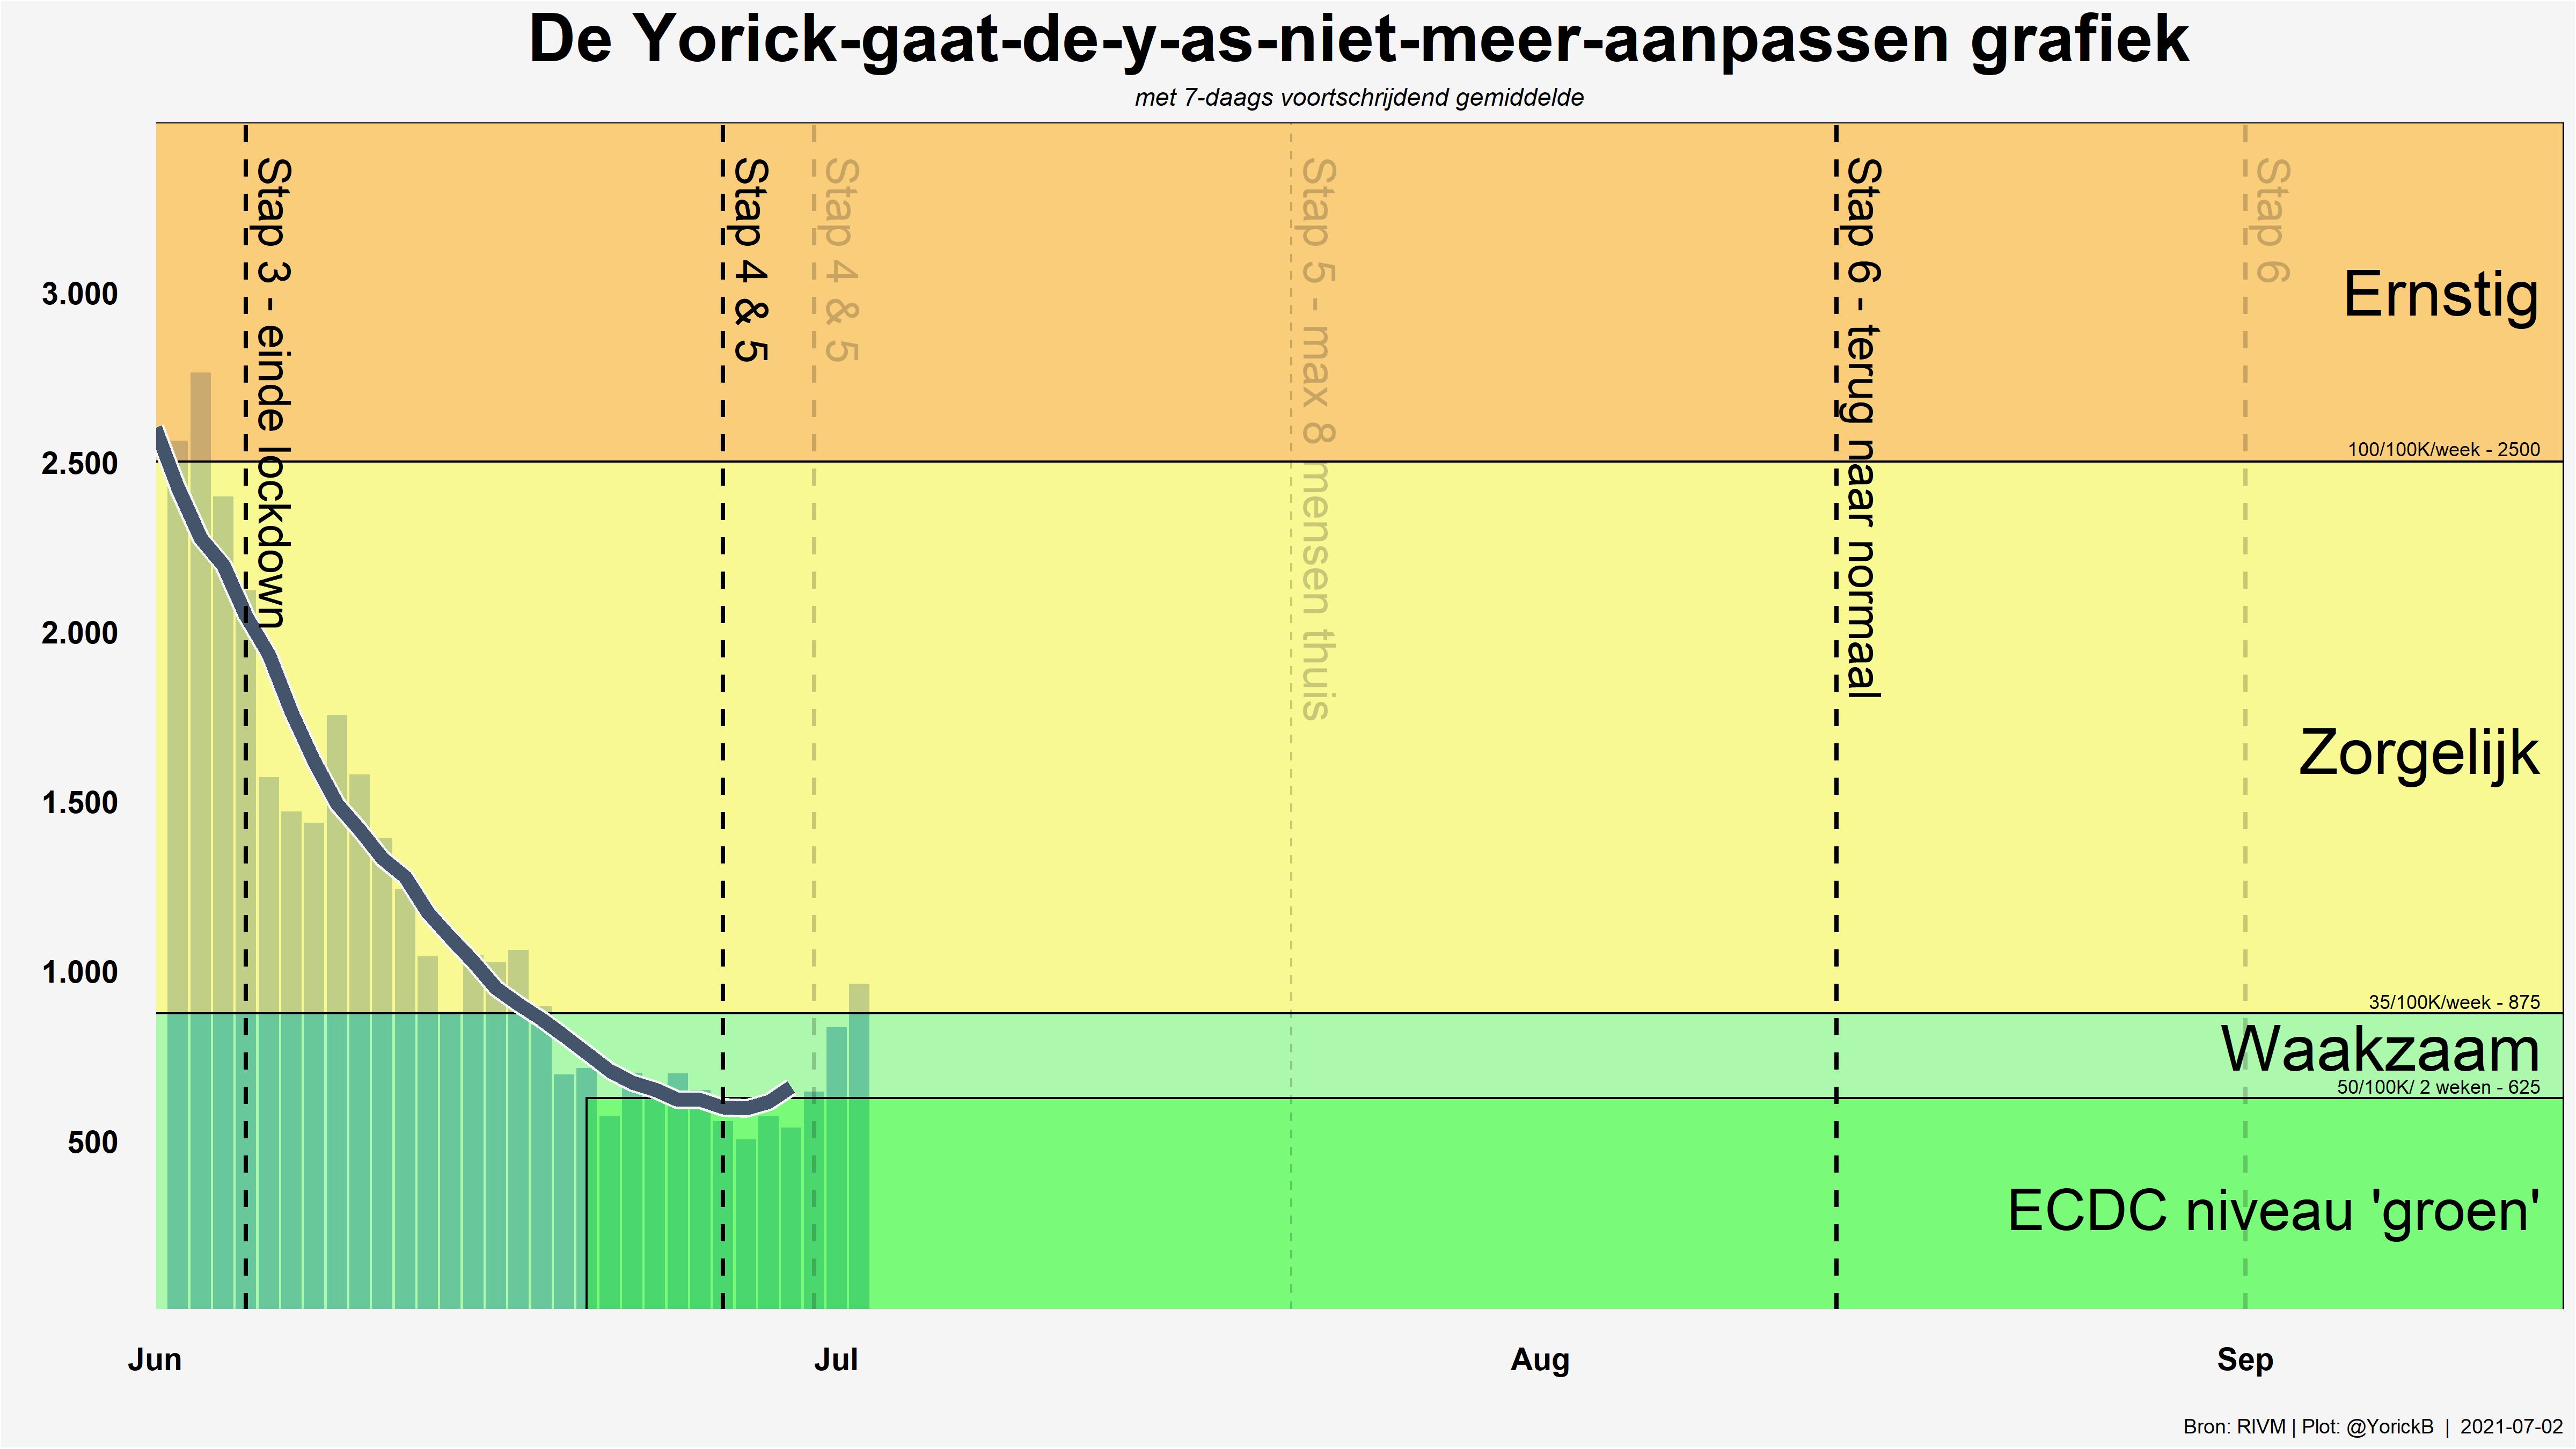 De Yorick-gaat-de-y-as-niet-meer-aanpassen grafiek
met 7-daags voortschrijdend gemiddelde
Stap 3 - einde lockdown
Stap 4 & 5
Stap 4 & 5
Stap 5 - max 8 mensen thuis
Stap 6 - terug naar normaal
Stap 6
3.000
Ernstig
100/100K/week - 2500
2.500
2.000
Zorgelijk
1.500
1.000
35/100K/week - 875
Waakzaam
50/100K/ 2 weken - 625
500
ECDC niveau 'groen'
Jun
Jul
Aug
Sep
Bron: RIVM | Plot: @YorickB | 2021-07-02